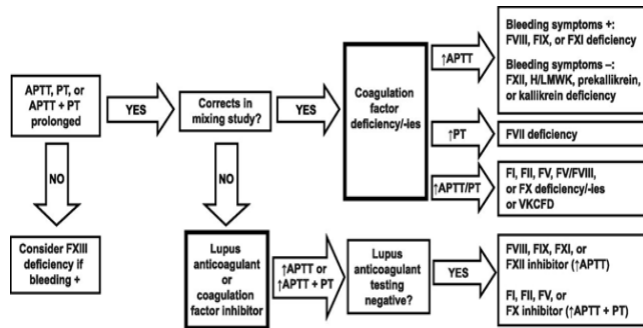 APTT, PT, or
APTT + PT
prolonged
YES
Corrects in
mixing study?
YES
Coagulation
factor
deficiency/-ies
↑APTT
Bleeding symptoms +:
FVIII, FIX, or FXI deficiency
Bleeding symptoms –:
FXII, H/LMWK, prekallikrein,
or kallikrein deficiency
↑PT
FVII deficiency
↑APTT/PT
FI, FII, FV, FV/FVIII,
or FX deficiency/-ies
or VKCFD
NO
NO
Consider FXIII
deficiency if
bleeding +
Lupus
anticoagulant
or
coagulation
factor inhibitor
↑APTT or
↑APTT + PT
Lupus
anticoagulant
testing
negative?
YES
FVIII, FIX, FXI, or
FXII inhibitor (↑APTT)
FI, FII, FV, or
FX inhibitor (↑APTT + PT)